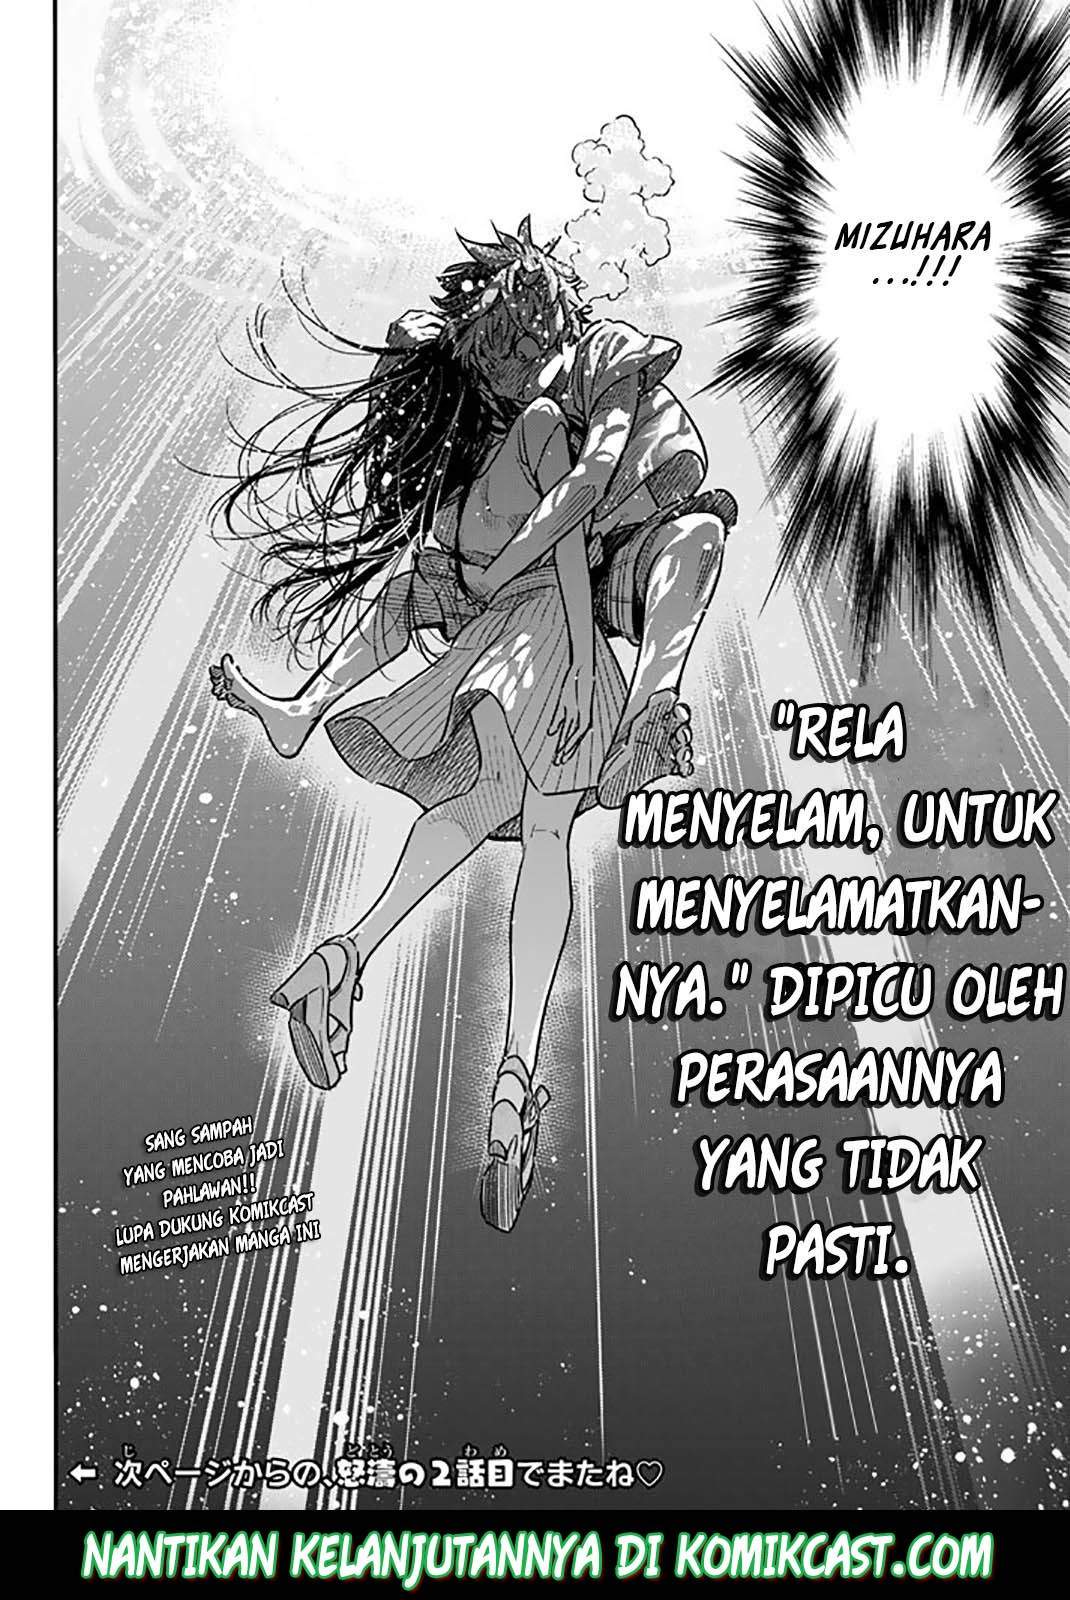 MIZUHARA
...!!!
"RELA
MENYELAM, UNTUK
MENYELAMATKAN-
NYA." DIPICU OLEH
PERASAANNYA
YANG TIDAK
PASTI.
SANG SAMPAH
YANG MENCOBA JADI
PAHLAWAN!!
LUPA DUKUNG KOMIKCAST
MENGERJAKAN MANGA INI
← 次ページからの、怒濤の2話目でまたね♡
NANTIKAN KELANJUTANNYA DI KOMIKCAST.COM